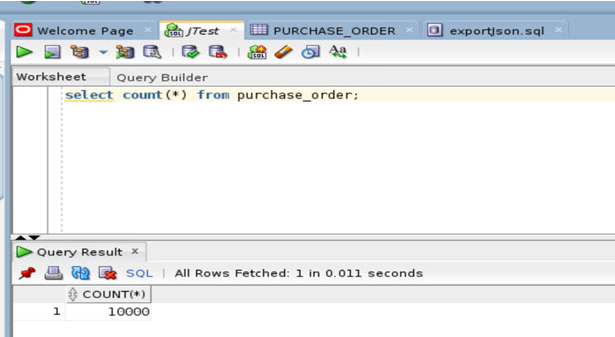 Welcome Page JTest PURCHASE_ORDER exportJson.sql
Worksheet Query Builder
select count(*) from purchase_order;
Query Result
SQL All Rows Fetched: 1 in 0.011 seconds
COUNT(*)
1 10000